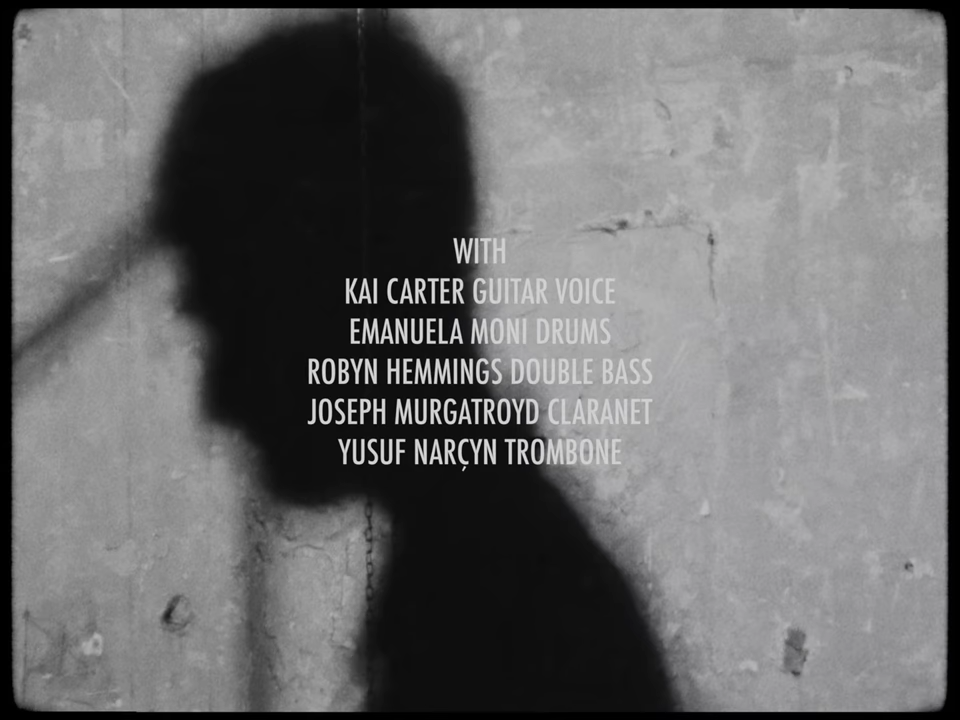 WITH
KAI CARTER GUITAR VOICE
EMANUELA MONI DRUMS
ROBYN HEMMINGS DOUBLE BASS
JOSEPH MURGATROYD CLARANET
YUSUF NARÇYN TROMBONE